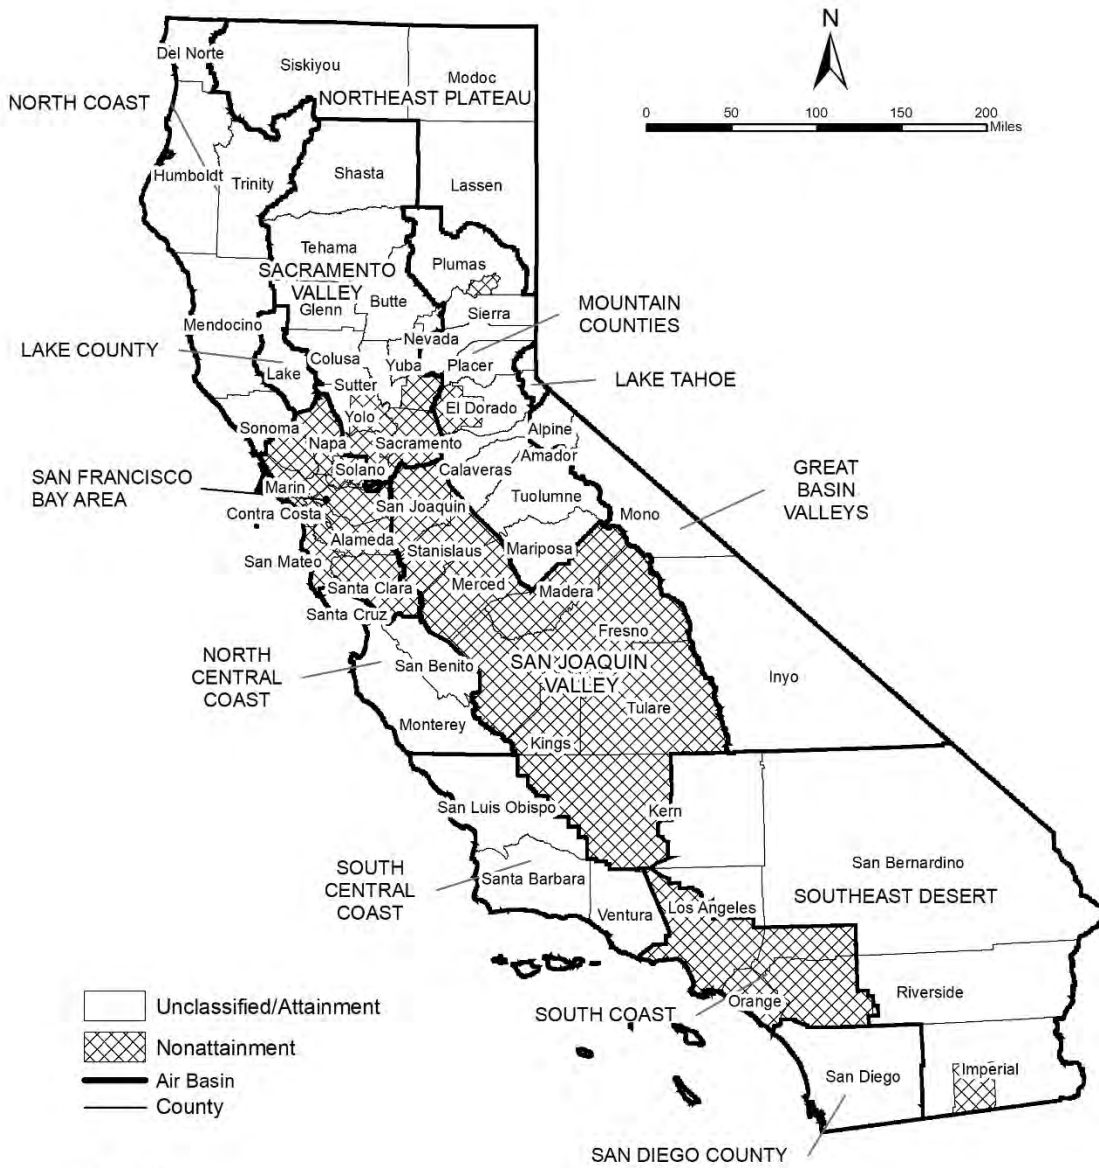 N
0 50 100 150 200
Miles
Del Norte
Siskiyou
Modoc
NORTH COAST
NORTHEAST PLATEAU
Humboldt
Trinity
Shasta
Lassen
Tehama
SACRAMENTO
VALLEY
Plumas
Butte
Glenn
Sierra
MOUNTAIN
COUNTIES
Mendocino
Nevada
LAKE COUNTY
Colusa
Lake
Yuba
Placer
LAKE TAHOE
Sutter
El Dorado
Yolo
Sonoma
Napa
Sacramento
Alpine
Amador
Solano
Calaveras
SAN FRANCISCO
BAY AREA
Marin
Tuolumne
GREAT
BASIN
VALLEYS
Contra Costa
San Joaquin
Mono
Alameda
Stanislaus
Mariposa
San Mateo
Santa Clara
Merced
Madera
Santa Cruz
Fresno
NORTH
CENTRAL
COAST
San Benito
SAN JOAQUIN
VALLEY
Inyo
Tulare
Monterey
Kings
San Luis Obispo
Kern
San Bernardino
SOUTH
CENTRAL
COAST
Santa Barbara
SOUTHEAST DESERT
Ventura
Los Angeles
Riverside
Orange
SOUTH COAST
Unclassified/Attainment
Nonattainment
Air Basin
County
San Diego
Imperial
SAN DIEGO COUNTY